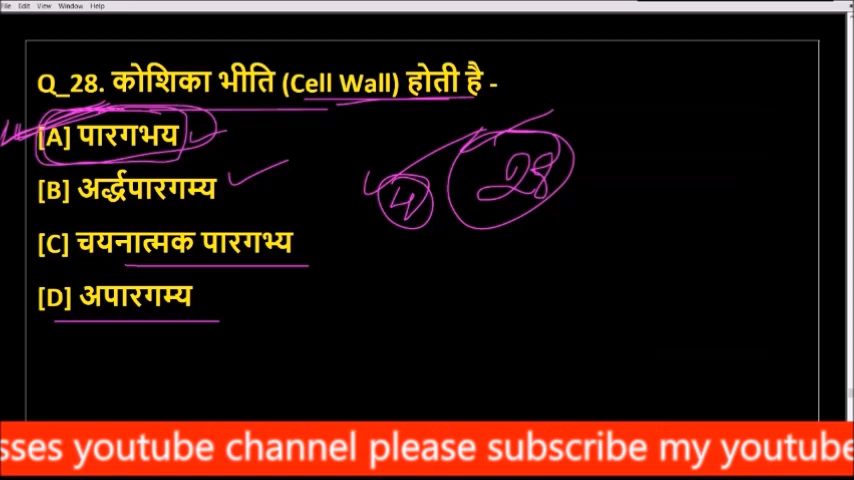 File Edit View Window Help
Q_28. कोशिका भीति (Cell Wall) होती है -
[A] पारगभय
[B] अर्द्धपारगम्य
28
[C] चयनात्मक पारगभ्य
[D] अपारगम्य
sses youtube channel please subscribe my youtube